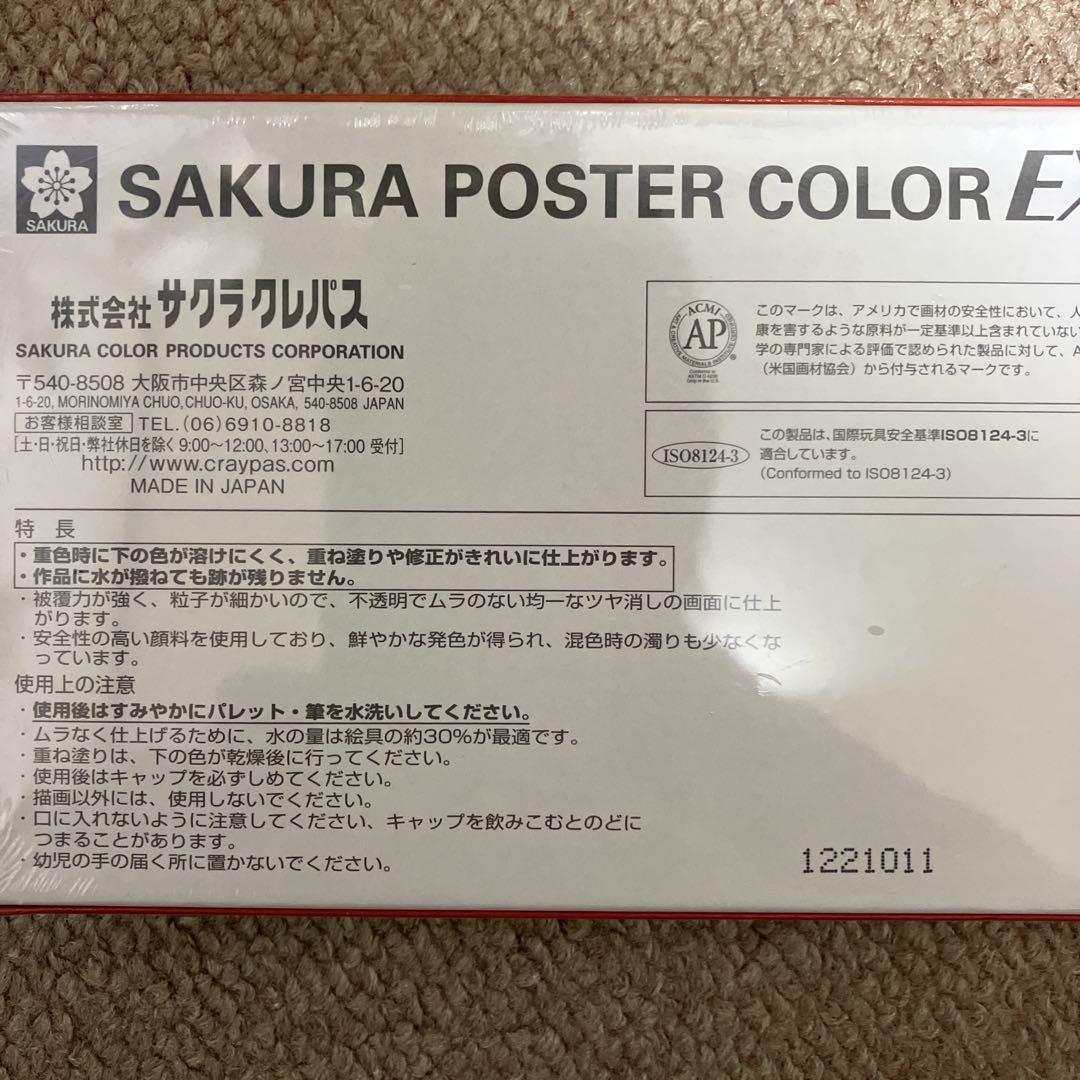 SAKURA
SAKURA POSTER COLOR EX
株式会社 サクラクレパス
SAKURA COLOR PRODUCTS CORPORATION
〒540-8508 大阪市中央区森ノ宮中央1-6-20
1-6-20, MORINOMIYA CHUO, CHUO-KU, OSAKA, 540-8508 JAPAN
お客様相談室 TEL.(06)6910-8818
[土・日・祝日・弊社休日を除く 9:00〜12:00, 13:00〜17:00 受付]
http://www.craypas.com
MADE IN JAPAN
ACMI
AP
Conforms to
ASTM D-4236
Only in the U.S.
このマークは、アメリカで画材の安全性において、人
康を害するような原料が一定基準以上含まれていない
学の専門家による評価で認められた製品に対して、A
(米国画材協会)から付与されるマークです。
ISO8124-3
この製品は、国際玩具安全基準ISO8124-3に
適合しています。
(Conformed to ISO8124-3)
特 長
・重色時に下の色が溶けにくく、重ね塗りや修正がきれいに仕上がります。
・作品に水が撥ねても跡が残りません。
・被覆力が強く、粒子が細かいので、不透明でムラのない均一なツヤ消しの画面に仕上
がります。
・安全性の高い顔料を使用しており、鮮やかな発色が得られ、混色時の濁りも少なくな
っています。
使用上の注意
・使用後はすみやかにパレット・筆を水洗いしてください。
・ムラなく仕上げるために、水の量は絵具の約30%が最適です。
・重ね塗りは、下の色が乾燥後に行ってください。
・使用後はキャップを必ずしめてください。
・描画以外には、使用しないでください。
・口に入れないように注意してください、キャップを飲みこむとのどに
つまることがあります。
・幼児の手の届く所に置かないでください。
1221011